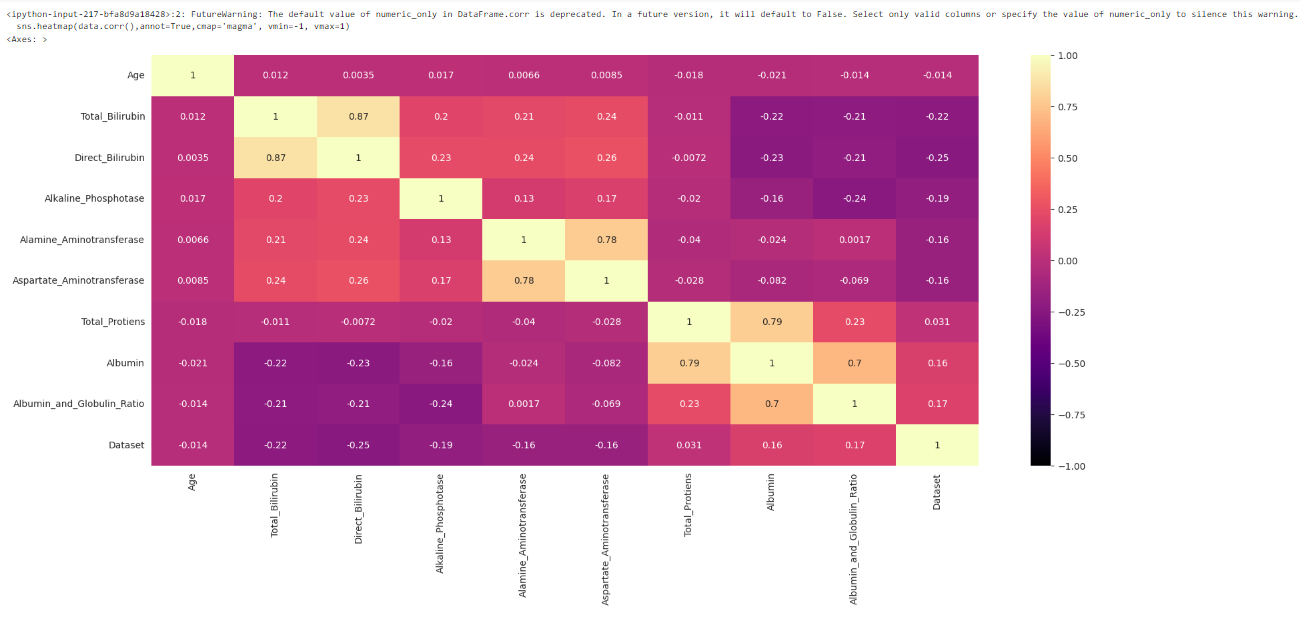 <ipython-input-217-bfa8d9a18428>:2: FutureWarning: The default value of numeric_only in DataFrame.corr is deprecated. In a future version, it will default to False. Select only valid columns or specify the value of numeric_only to silence this warning.
sns.heatmap(data.corr(),annot=True,cmap='magma', vmin=-1, vmax=1)
<Axes: >
Age 1 0.012 0.0035 0.017 0.0066 0.0085 -0.018 -0.021 -0.014 -0.014
Total_Bilirubin 0.012 1 0.87 0.2 0.21 0.24 -0.011 -0.22 -0.21 -0.22
Direct_Bilirubin 0.0035 0.87 1 0.23 0.24 0.26 -0.0072 -0.23 -0.21 -0.25
Alkaline_Phosphotase 0.017 0.2 0.23 1 0.13 0.17 -0.02 -0.16 -0.24 -0.19
Alamine_Aminotransferase 0.0066 0.21 0.24 0.13 1 0.78 -0.04 -0.024 0.0017 -0.16
Aspartate_Aminotransferase 0.0085 0.24 0.26 0.17 0.78 1 -0.028 -0.082 -0.069 -0.16
Total_Protiens -0.018 -0.011 -0.0072 -0.02 -0.04 -0.028 1 0.79 0.23 0.031
Albumin -0.021 -0.22 -0.23 -0.16 -0.024 -0.082 0.79 1 0.7 0.16
Albumin_and_Globulin_Ratio -0.014 -0.21 -0.21 -0.24 0.0017 -0.069 0.23 0.7 1 0.17
Dataset -0.014 -0.22 -0.25 -0.19 -0.16 -0.16 0.031 0.16 0.17 1
Age
Total_Bilirubin
Direct_Bilirubin
Alkaline_Phosphotase
Alamine_Aminotransferase
Aspartate_Aminotransferase
Total_Protiens
Albumin
Albumin_and_Globulin_Ratio
Dataset
1.00
0.75
0.50
0.25
0.00
−0.25
−0.50
−0.75
−1.00